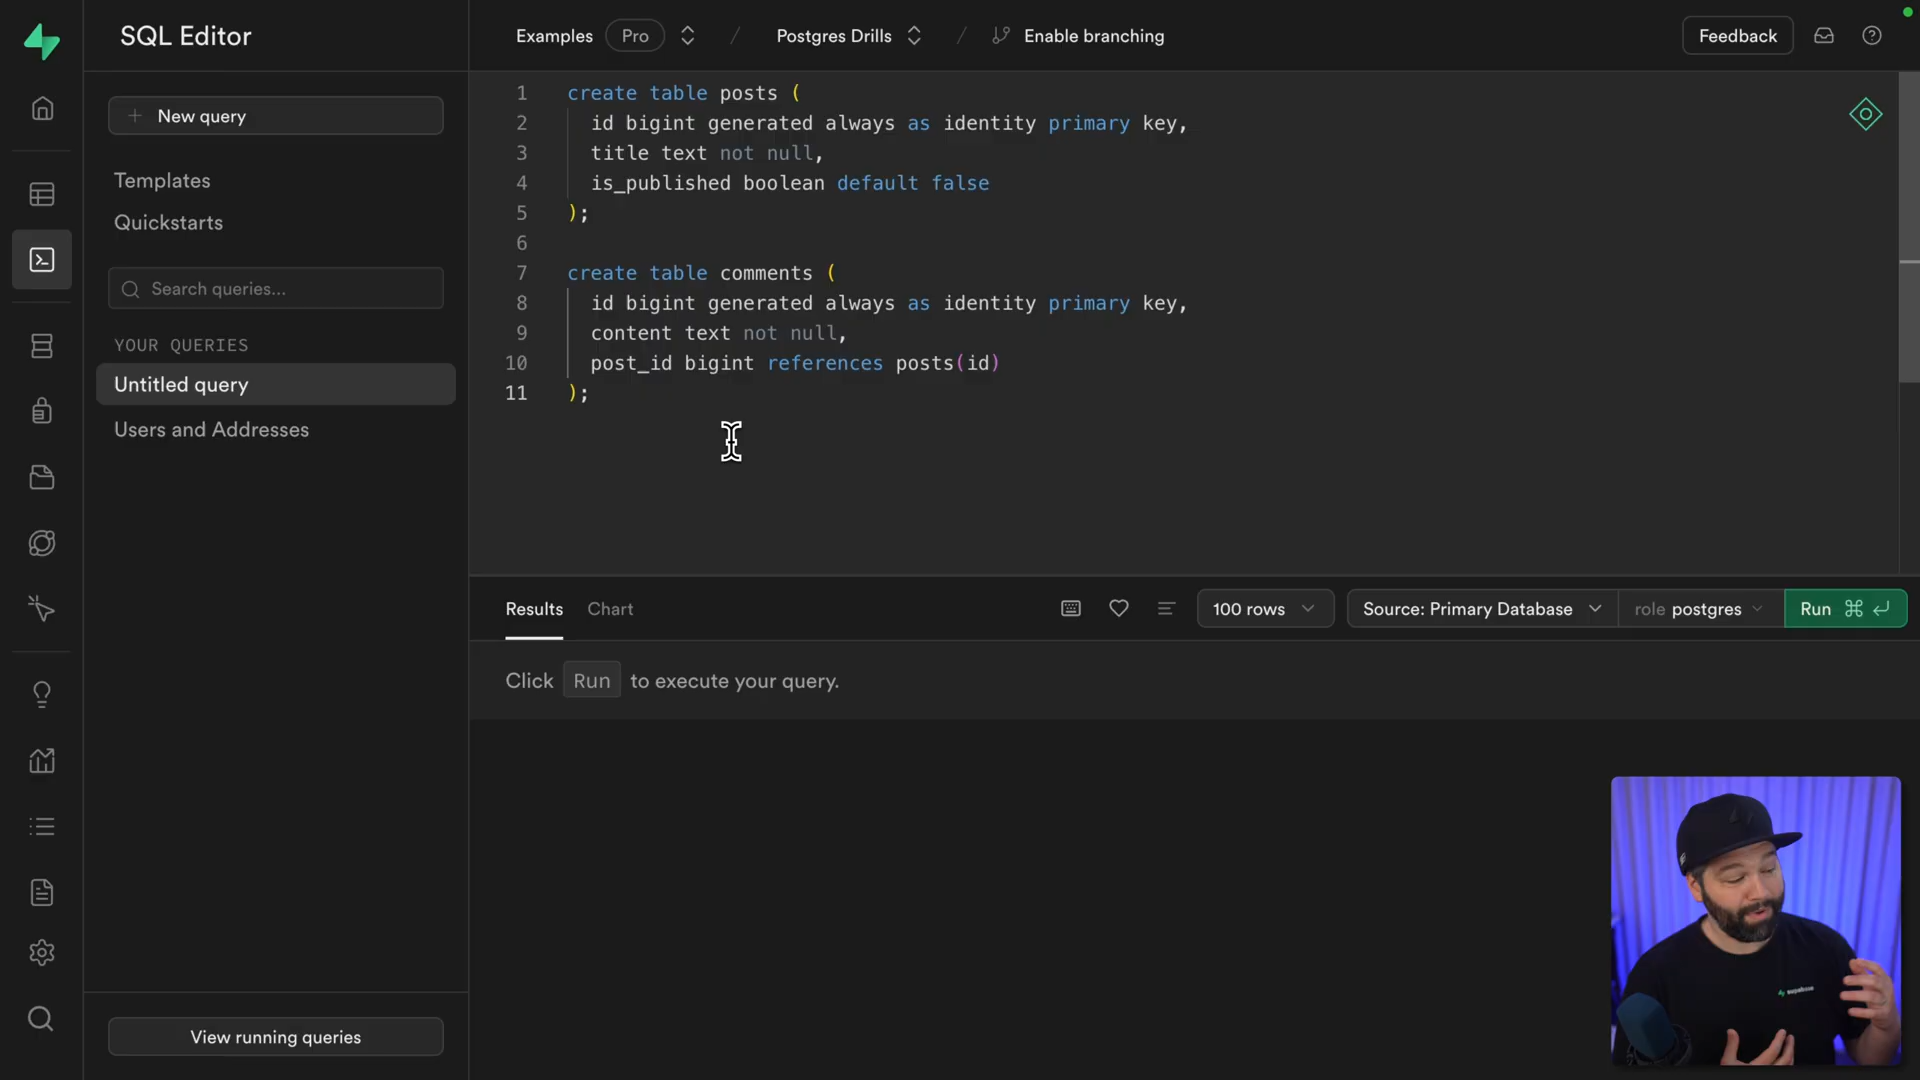 SQL Editor
Examples Pro / Postgres Drills / Enable branching
Feedback
New query
Templates
Quickstarts
Search queries...
YOUR QUERIES
Untitled query
Users and Addresses
View running queries
1 create table posts (
2 id bigint generated always as identity primary key,
3 title text not null,
4 is_published boolean default false
5 );
6
7 create table comments (
8 id bigint generated always as identity primary key,
9 content text not null,
10 post_id bigint references posts(id)
11 );
Results Chart
100 rows
Source: Primary Database
role postgres
Run ⌘ ↵
Click Run to execute your query.
supabase